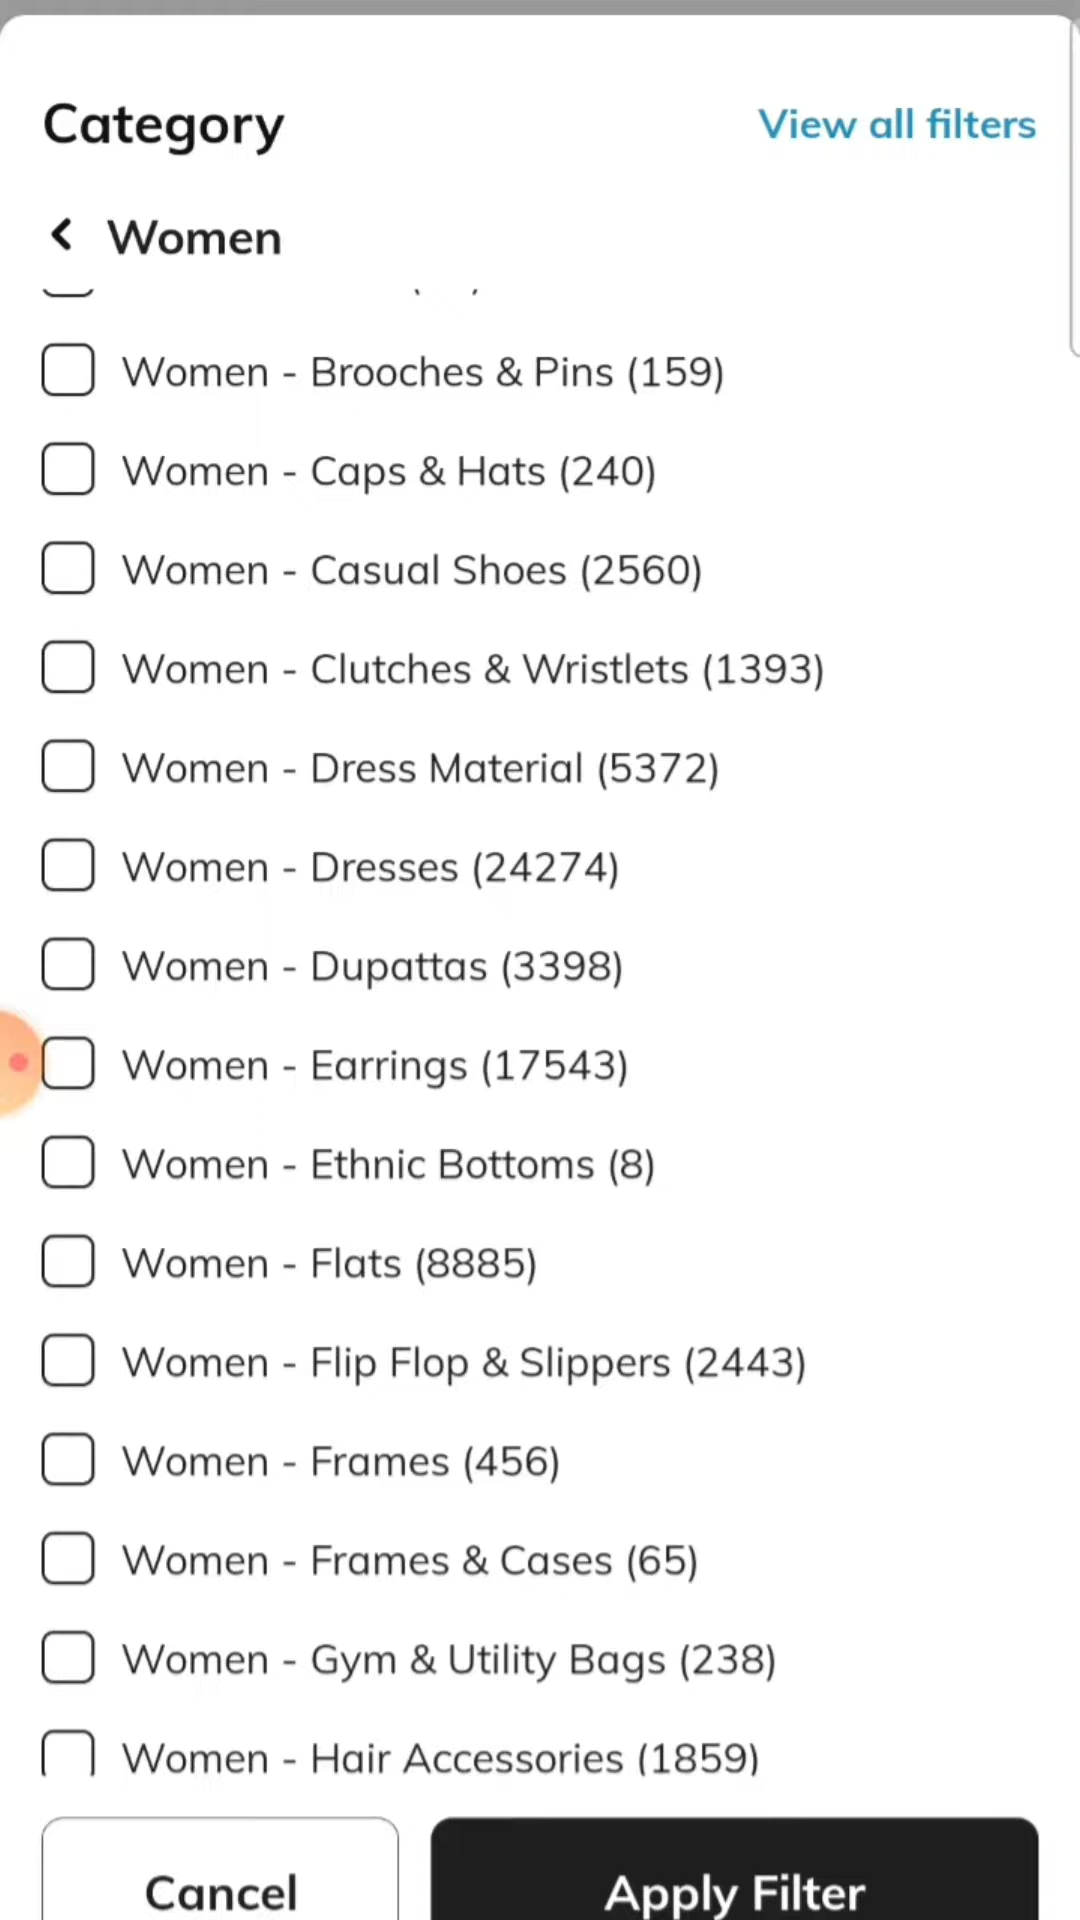 Category
View all filters
Women
Women - Brooches & Pins (159)
Women - Caps & Hats (240)
Women - Casual Shoes (2560)
Women - Clutches & Wristlets (1393)
Women - Dress Material (5372)
Women - Dresses (24274)
Women - Dupattas (3398)
Women - Earrings (17543)
Women - Ethnic Bottoms (8)
Women - Flats (8885)
Women - Flip Flop & Slippers (2443)
Women - Frames (456)
Women - Frames & Cases (65)
Women - Gym & Utility Bags (238)
Women - Hair Accessories (1859)
Cancel
Apply Filter